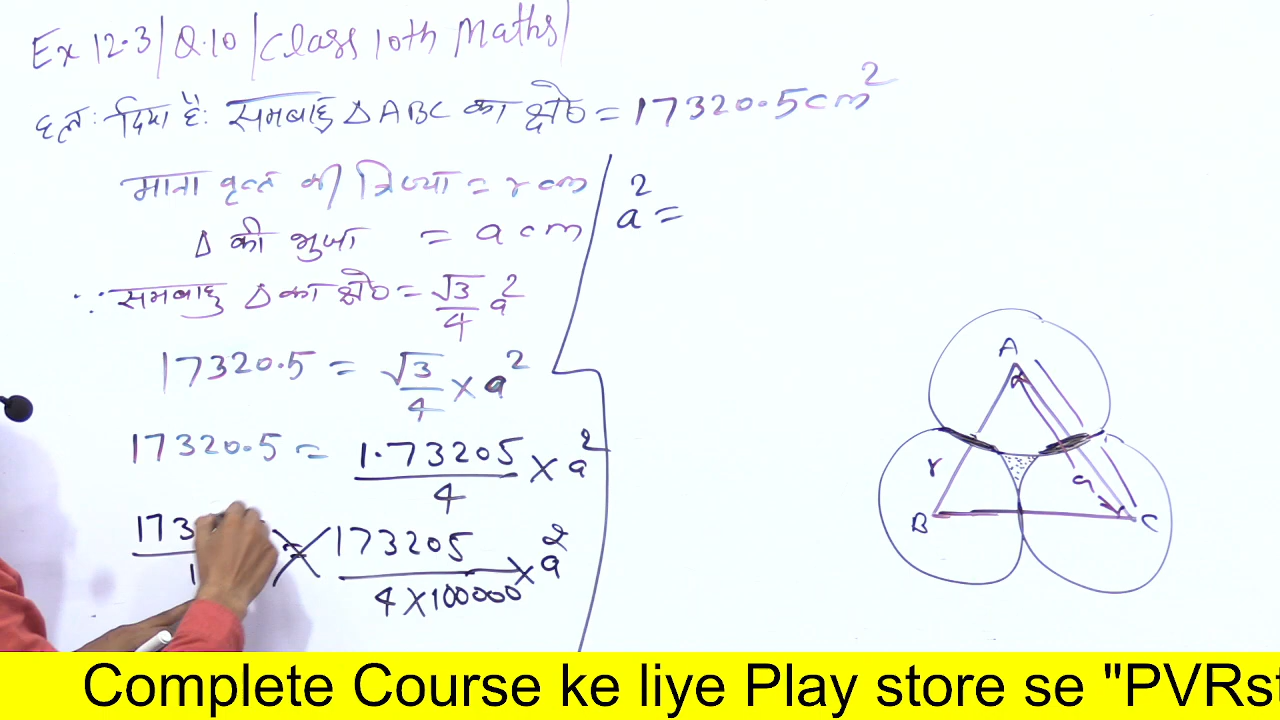 Ex 12.3 | Q.10 | Class 10th Maths |
हल: दिया है: समबाहु Δ ABC का क्षे॰ = 17320.5 cm²
माना वृत्त की त्रिज्या = r cm
Δ की भुजा = a cm
∵ समबाहु Δ का क्षे॰ = √3/4 a²
17320.5 = √3/4 × a²
17320.5 = 1.73205/4 × a²
173 = 173205/(4×100000) × a²
a² =
A
r
a
B
C
Complete Course ke liye Play store se "PVRst